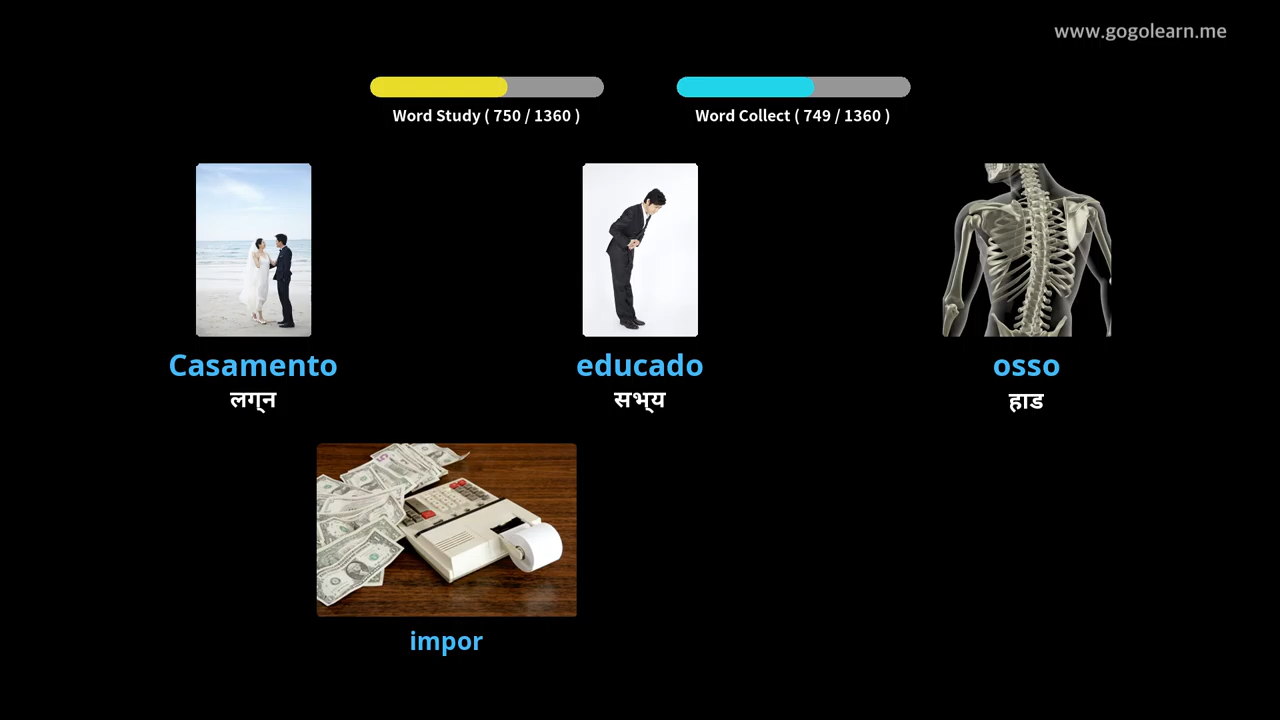 www.gogolearn.me
Word Study ( 750 / 1360 )
Word Collect ( 749 / 1360 )
Casamento
लग्‌न
educado
सभ्‌य
osso
हाड
impor